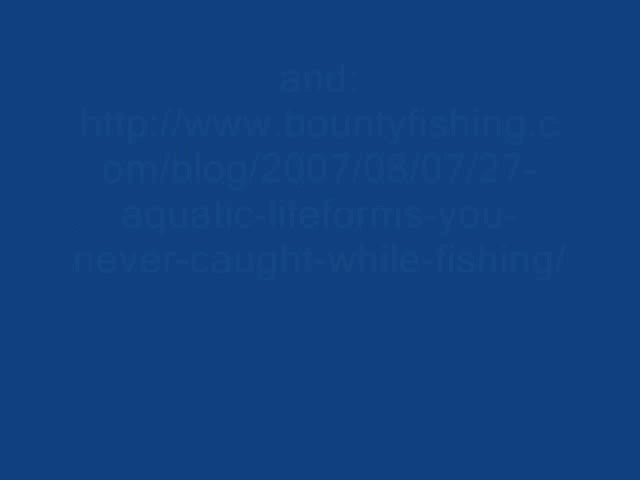 and:
http://www.bountyfishing.c
om/blog/2007/08/07/27-
aquatic-lifeforms-you-
never-caught-while-fishing/